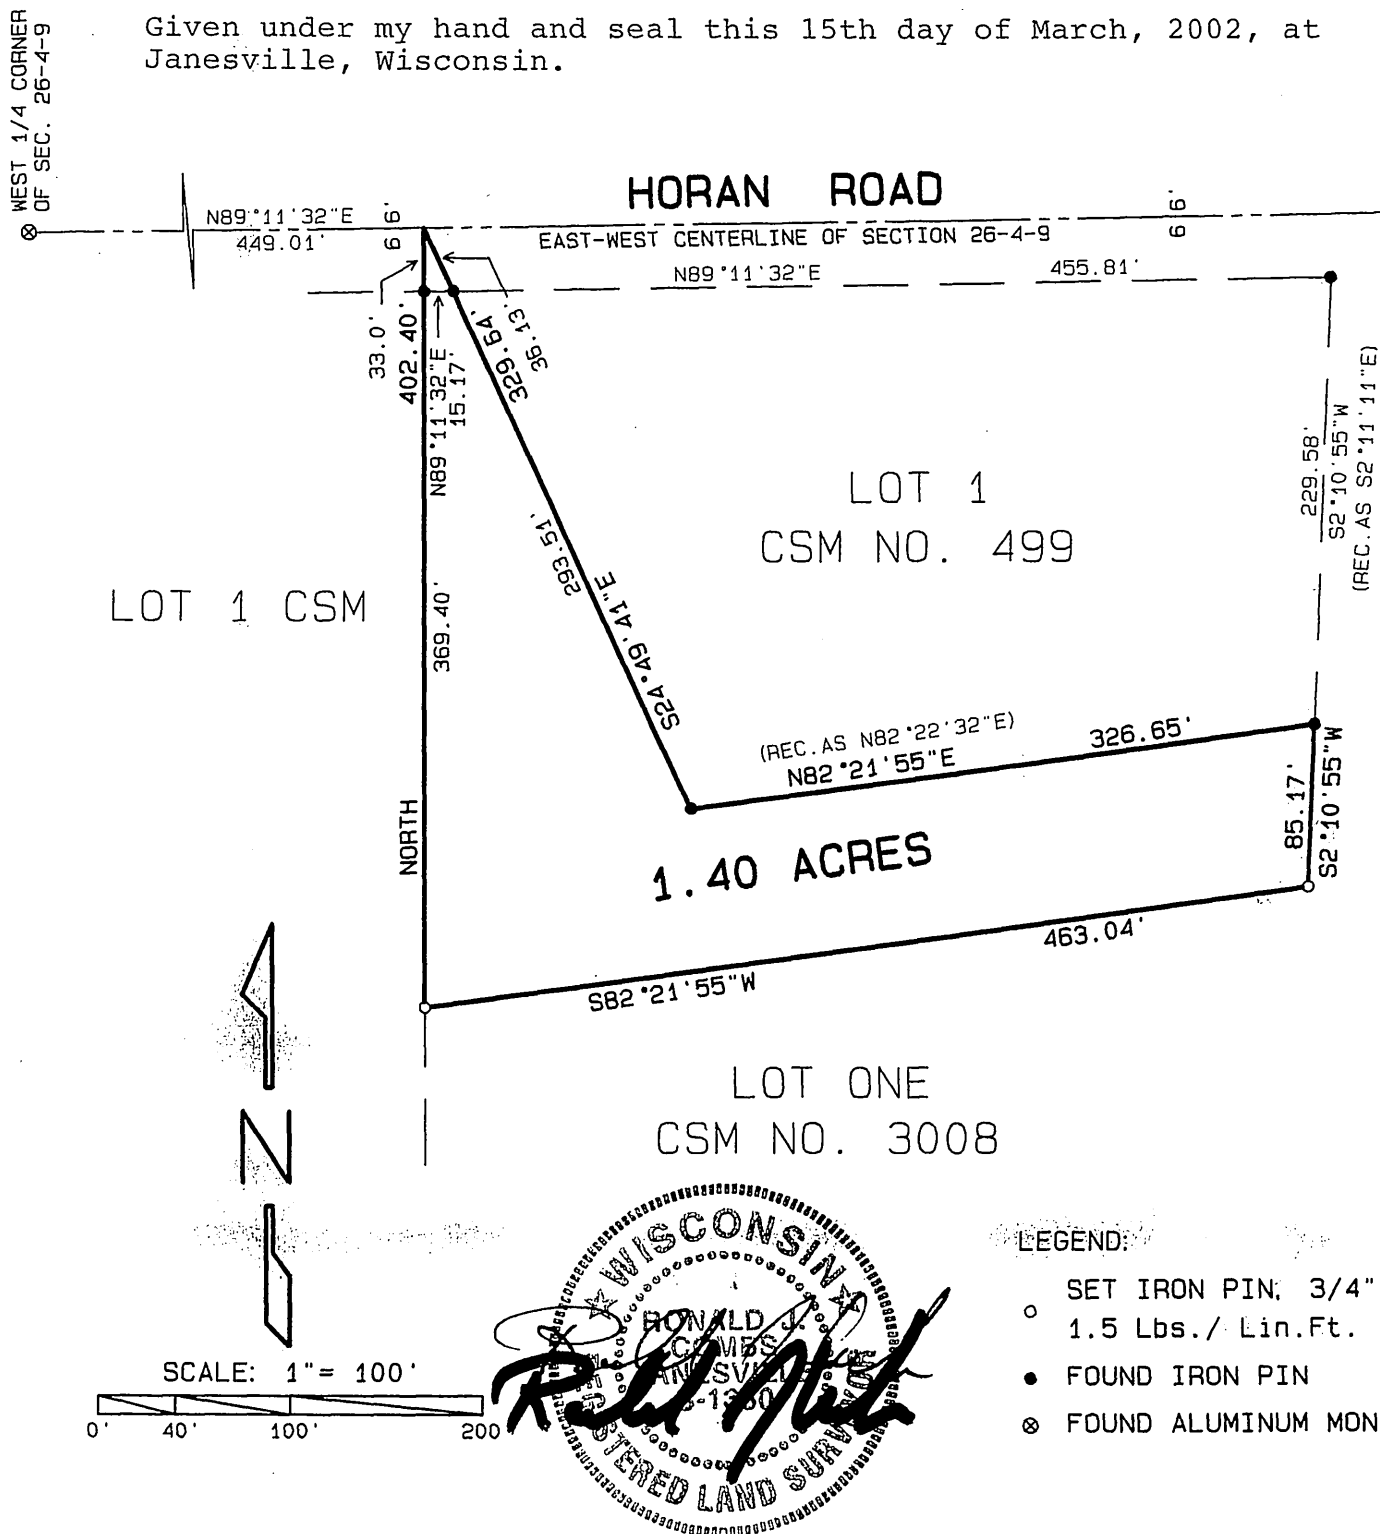 Given under my hand and seal this 15th day of March, 2002, at
Janesville, Wisconsin.
WEST 1/4 CORNER
OF SEC. 26-4-9
HORAN ROAD
N89°11'32"E
449.01'
66'
66'
EAST-WEST CENTERLINE OF SECTION 26-4-9
N89°11'32"E
455.81'
33.0'
402.40'
N89°11'32"E
15.17'
329.64'
36.13'
229.58'
S2°10'55"W
(REC.AS S2°11'11"E)
LOT 1
CSM NO. 499
293.51'
S24°49'41"E
LOT 1 CSM
369.40'
NORTH
(REC.AS N82°22'32"E)
N82°21'55"E
326.65'
85.17'
S2°10'55"W
1.40 ACRES
463.04'
S82°21'55"W
LOT ONE
CSM NO. 3008
N
SCALE: 1"= 100'
0' 40' 100' 200
WISCONSIN
RONALD J.
COMBS
JANESVILLE
REGISTERED LAND SURVEYOR
LEGEND:
SET IRON PIN, 3/4"
1.5 Lbs./ Lin.Ft.
FOUND IRON PIN
FOUND ALUMINUM MON